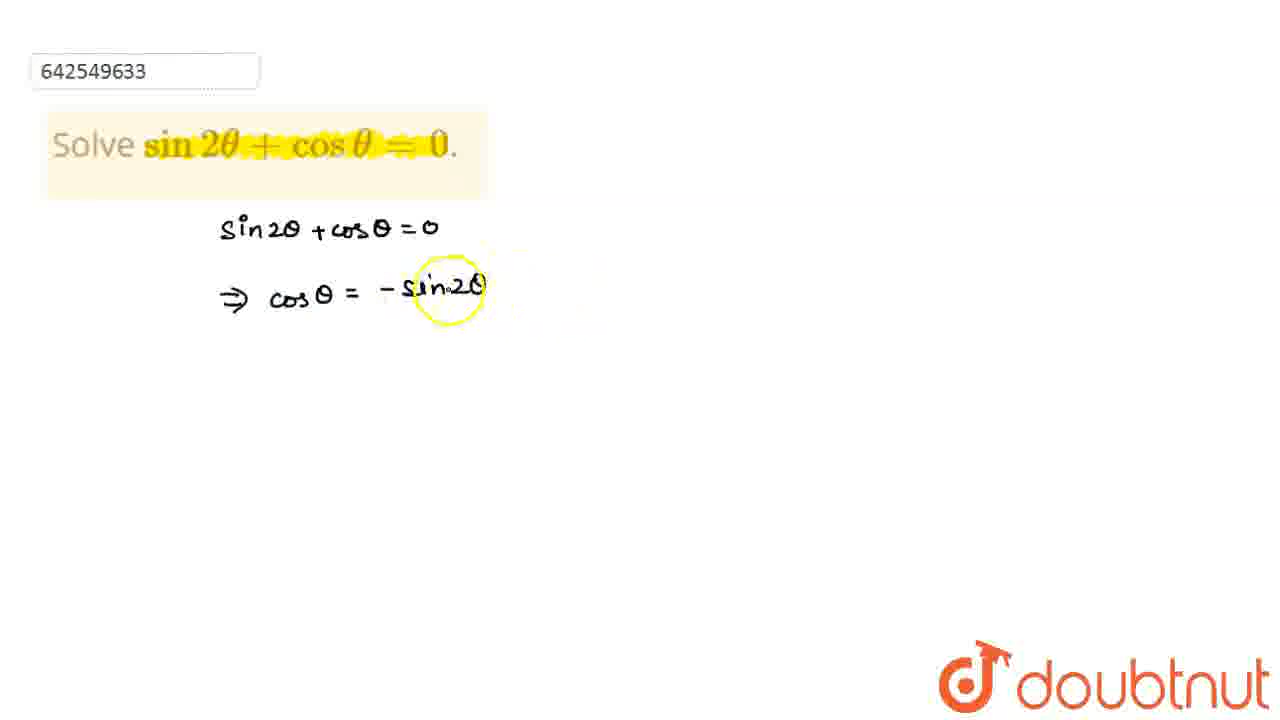 642549633
Solve sin 2θ + cos θ = 0.
sin2θ + cosθ = 0
⇒ cosθ = - sin2θ
doubtnut